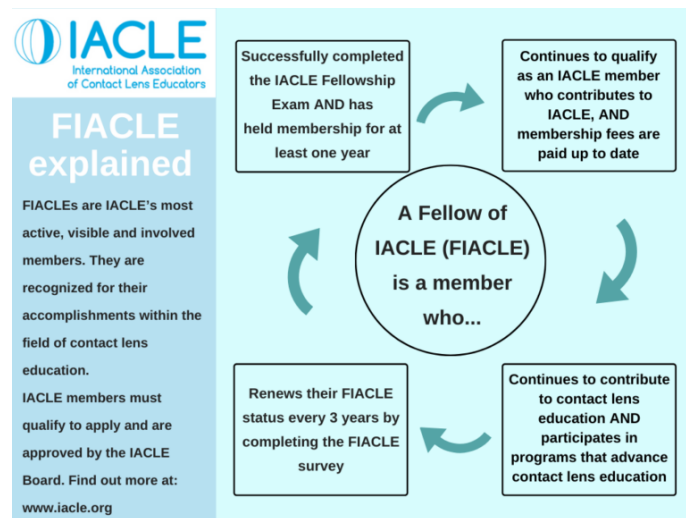 IACLE
International Association
of Contact Lens Educators
FIACLE
explained
FIACLEs are IACLE's most
active, visible and involved
members. They are
recognized for their
accomplishments within the
field of contact lens
education.
IACLE members must
qualify to apply and are
approved by the IACLE
Board. Find out more at:
www.iacle.org
Successfully completed
the IACLE Fellowship
Exam AND has
held membership for at
least one year
Continues to qualify
as an IACLE member
who contributes to
IACLE, AND
membership fees are
paid up to date
A Fellow of
IACLE (FIACLE)
is a member
who...
Renews their FIACLE
status every 3 years by
completing the FIACLE
survey
Continues to contribute
to contact lens
education AND
participates in
programs that advance
contact lens education